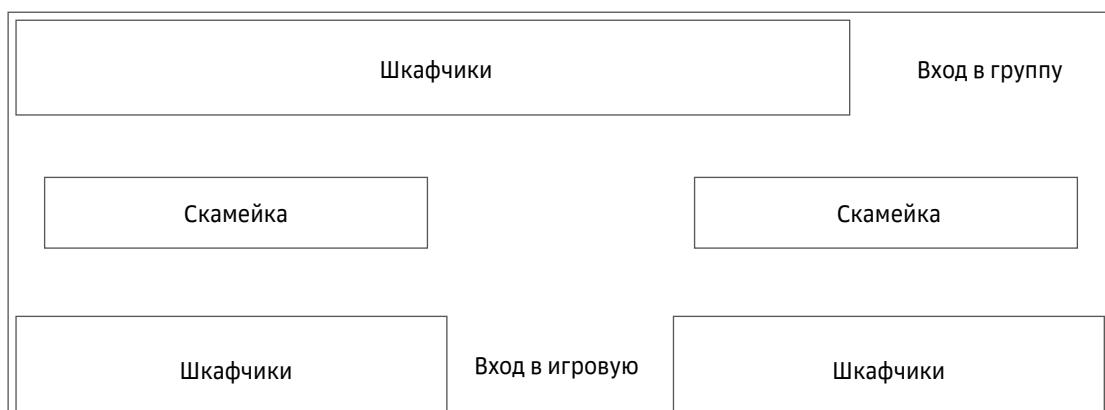 Шкафчики
Вход в группу
Скамейка
Скамейка
Шкафчики
Вход в игровую
Шкафчики